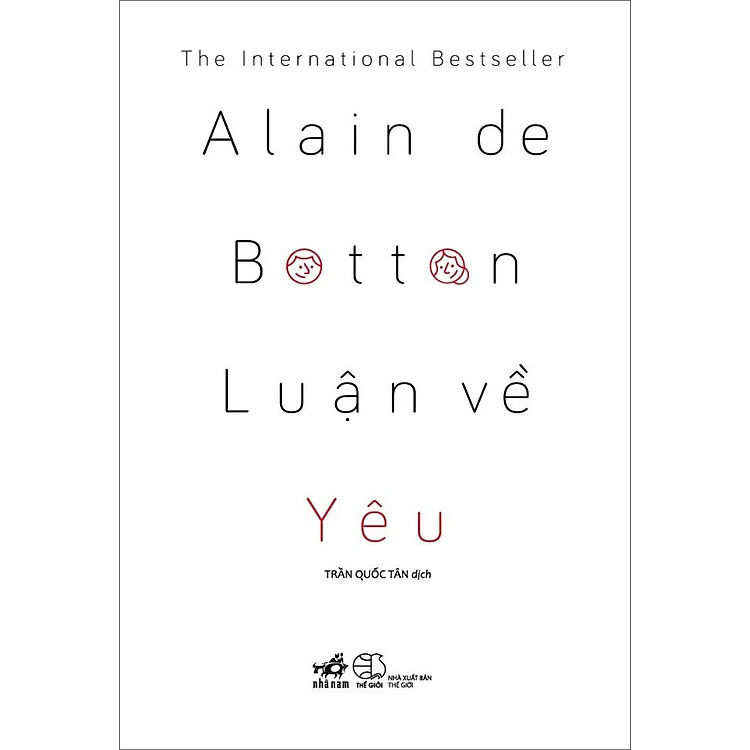 The International Bestseller
Alain de
Botton
Luận về
Yêu
TRẦN QUỐC TÂN dịch
nhã nam
THẾ GIỚI
NHÀ XUẤT BẢN
THẾ GIỚI